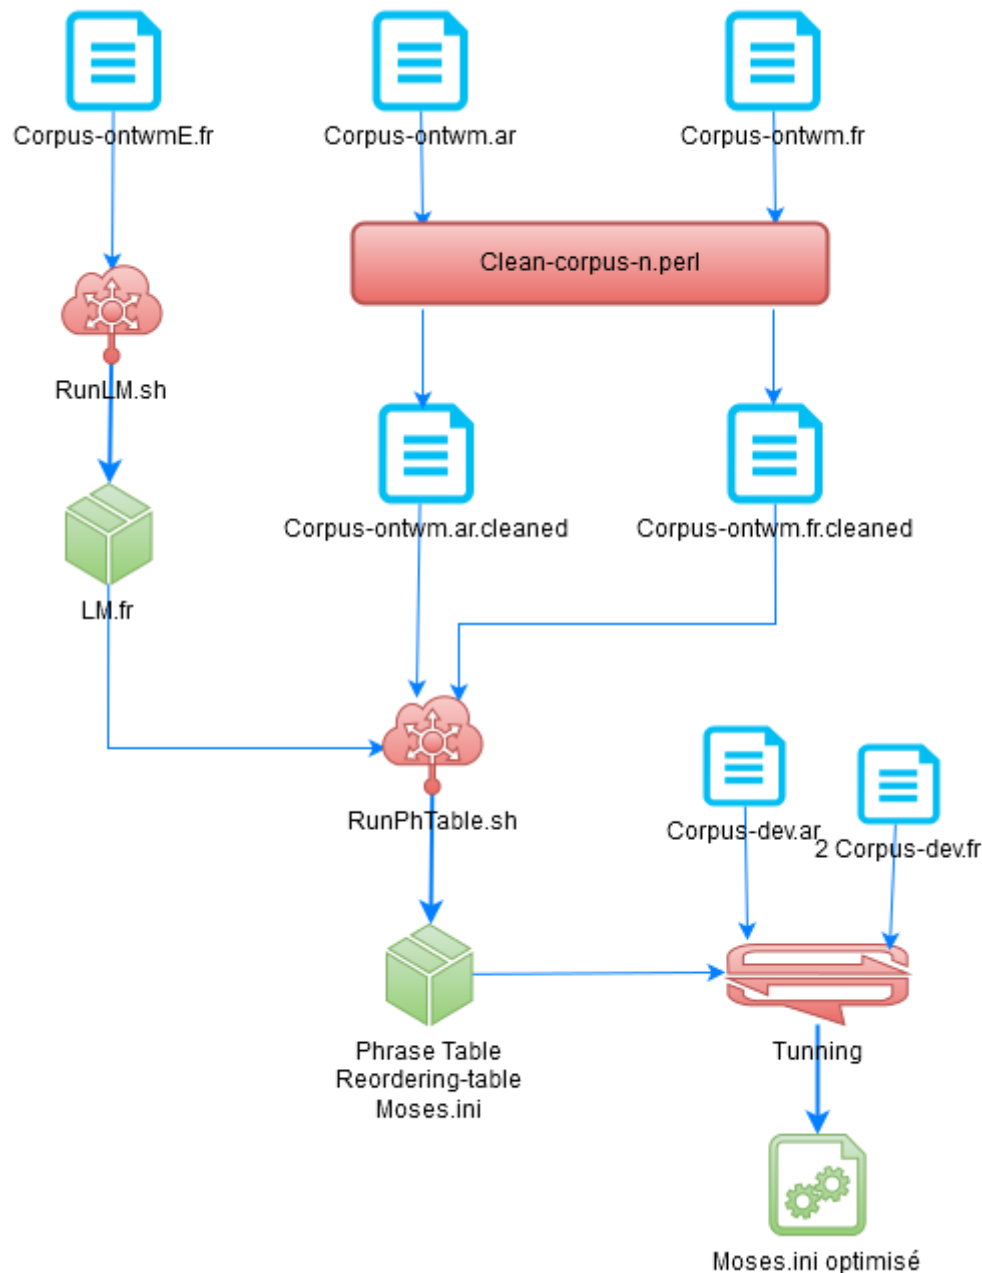 Corpus-ontwmE.fr
Corpus-ontwm.ar
Corpus-ontwm.fr
Clean-corpus-n.perl
RunLM.sh
Corpus-ontwm.ar.cleaned
Corpus-ontwm.fr.cleaned
LM.fr
RunPhTable.sh
Corpus-dev.ar
2 Corpus-dev.fr
Phrase Table
Reordering-table
Moses.ini
Tunning
Moses.ini optimisé